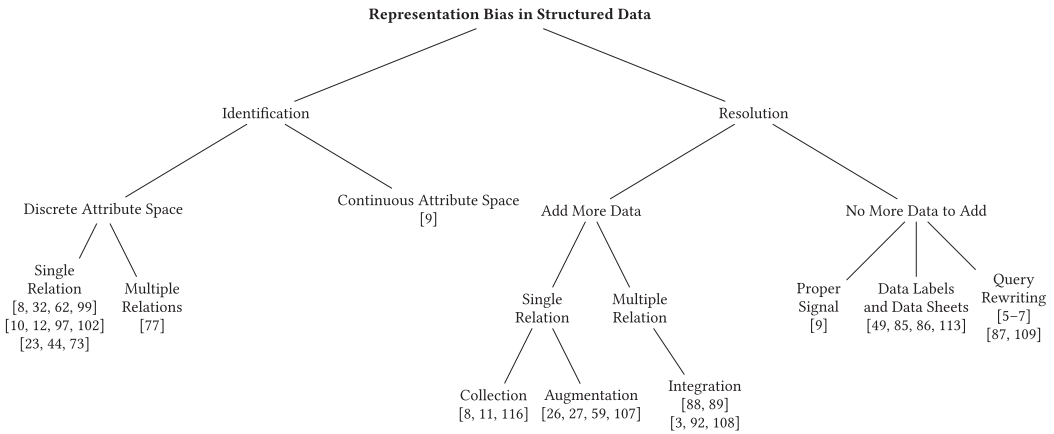 Representation Bias in Structured Data
Identification
Resolution
Discrete Attribute Space
Continuous Attribute Space
[9]
Add More Data
No More Data to Add
Single
Relation
[8, 32, 62, 99]
[10, 12, 97, 102]
[23, 44, 73]
Multiple
Relations
[77]
Single
Relation
Multiple
Relation
Proper
Signal
[9]
Data Labels
and Data Sheets
[49, 85, 86, 113]
Query
Rewriting
[5–7]
[87, 109]
Collection
[8, 11, 116]
Augmentation
[26, 27, 59, 107]
Integration
[88, 89]
[3, 92, 108]